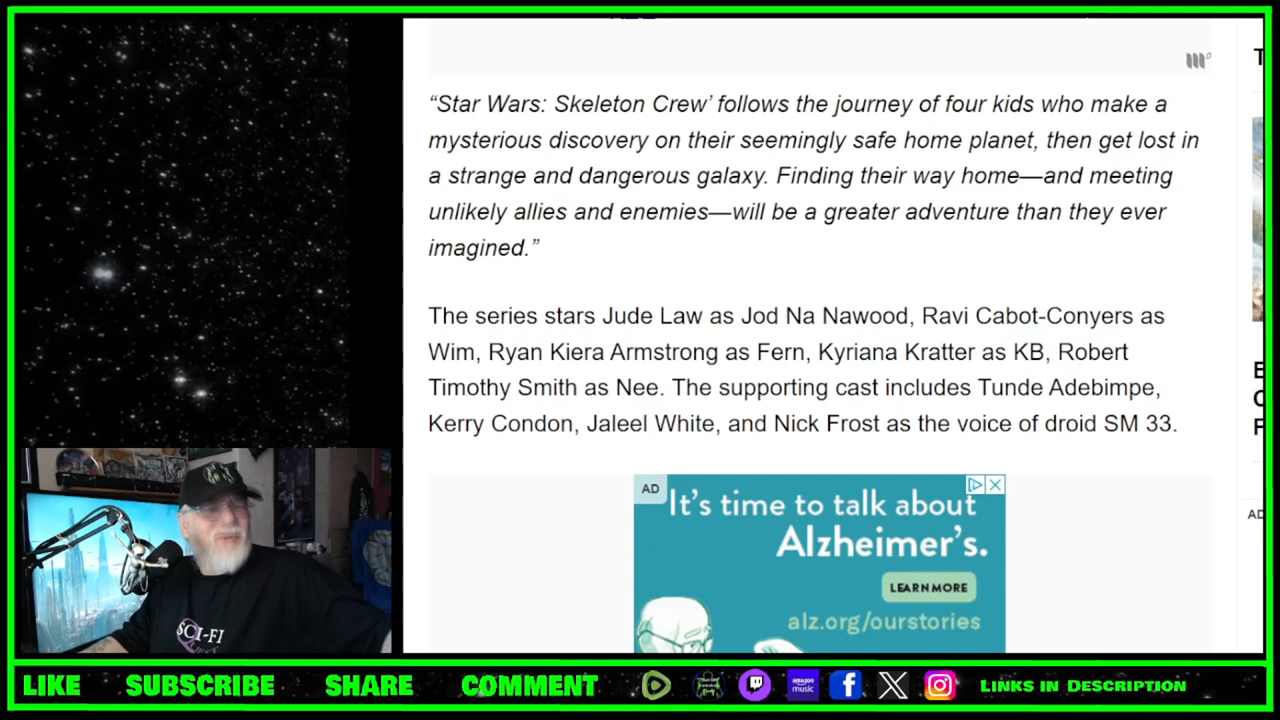 “Star Wars: Skeleton Crew’ follows the journey of four kids who make a
mysterious discovery on their seemingly safe home planet, then get lost in
a strange and dangerous galaxy. Finding their way home—and meeting
unlikely allies and enemies—will be a greater adventure than they ever
imagined.”
The series stars Jude Law as Jod Na Nawood, Ravi Cabot-Conyers as
Wim, Ryan Kiera Armstrong as Fern, Kyriana Kratter as KB, Robert
Timothy Smith as Nee. The supporting cast includes Tunde Adebimpe,
Kerry Condon, Jaleel White, and Nick Frost as the voice of droid SM 33.
AD
It’s time to talk about
Alzheimer’s.
LEARN MORE
alz.org/ourstories
AD
SCI-FI
LIKE SUBSCRIBE SHARE COMMENT amazon music LINKS IN DESCRIPTION